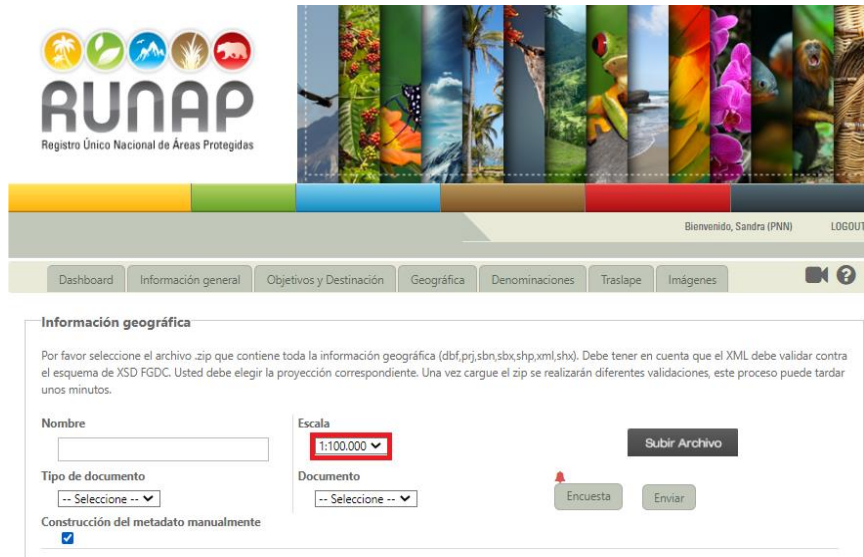 RUNAP
Registro Único Nacional de Áreas Protegidas
Bienvenido, Sandra (PNN) LOGOUT
Dashboard Información general Objetivos y Destinación Geográfica Denominaciones Traslape Imágenes
Información geográfica
Por favor seleccione el archivo .zip que contiene toda la información geográfica (dbf,prj,sbn,sbx,shp,xml,shx). Debe tener en cuenta que el XML debe validar contra
el esquema de XSD FGDC. Usted debe elegir la proyección correspondiente. Una vez cargue el zip se realizarán diferentes validaciones, este proceso puede tardar
unos minutos.
Nombre Escala
1:100.000 Subir Archivo
Tipo de documento Documento
-- Seleccione -- -- Seleccione -- Encuesta Enviar
Construcción del metadato manualmente